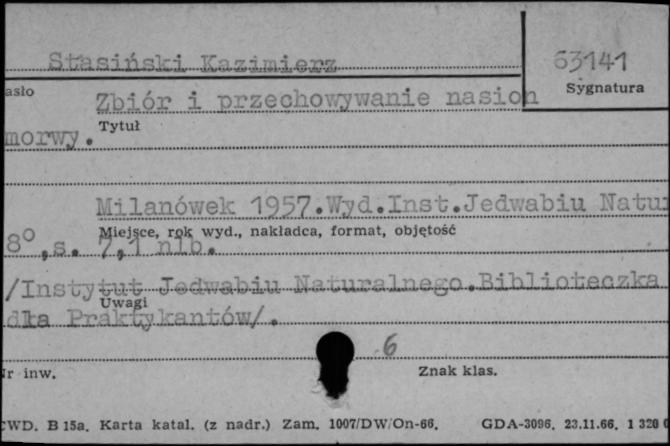 Stasiński Kazimierz
63141
asło
Sygnatura
Zbiór i przechowywanie nasion
Tytuł
morwy.
Milanówek 1957.Wyd.Inst.Jedwabiu Natu
Miejsce, rok wyd., nakładca, format, objętość
8°,s. 7,1 nlb.
/Instytut Jedwabiu Naturalnego.Biblioteczka
Uwagi
dla Praktykantów/.
6
Nr inw.
Znak klas.
CWD. B 15a. Karta katal. (z nadr.) Zam. 1007/DW/On-66. GDA-3096. 23.11.66. 1 320